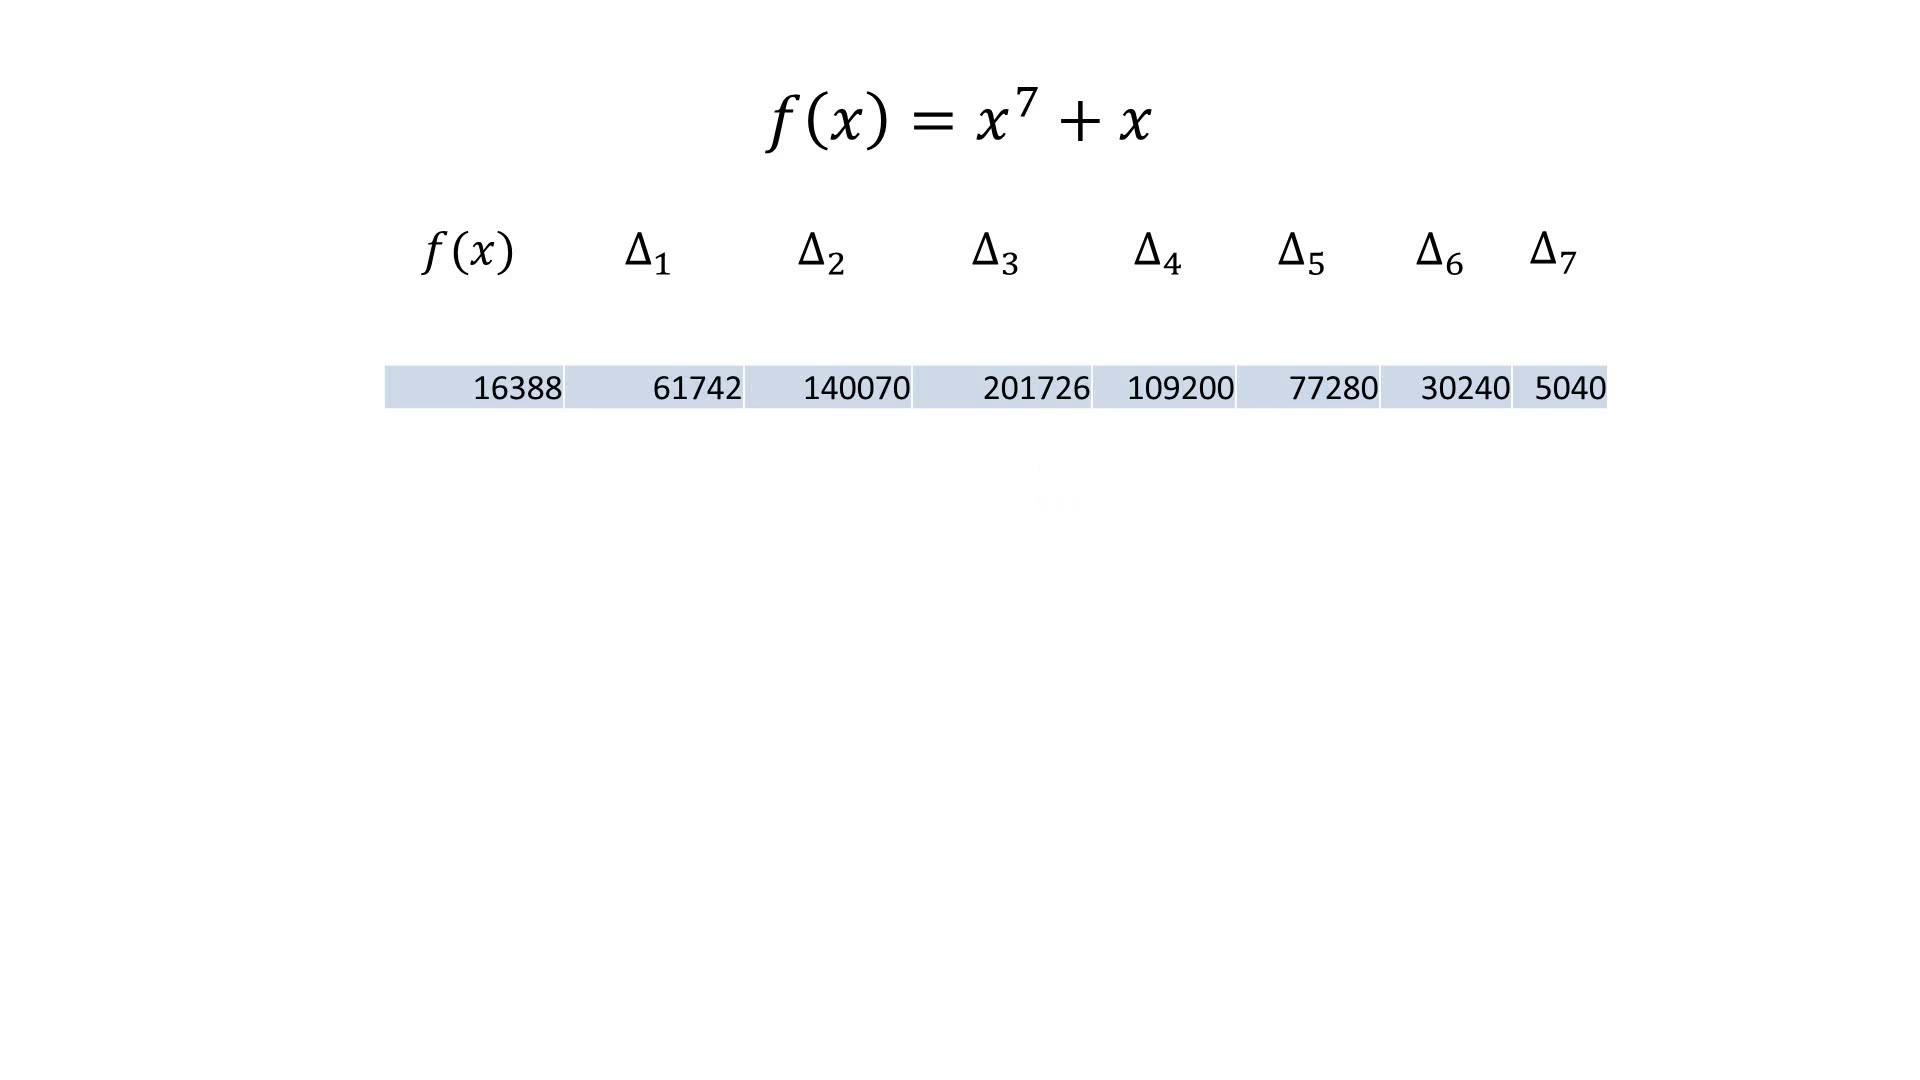 f(x) = x⁷ + x
f(x) Δ₁ Δ₂ Δ₃ Δ₄ Δ₅ Δ₆ Δ₇
16388 61742 140070 201726 109200 77280 30240 5040